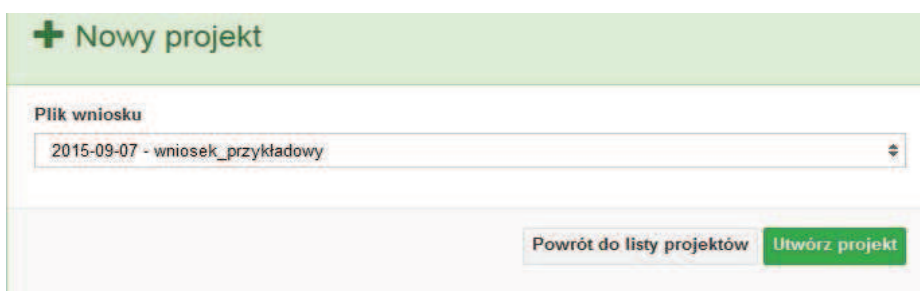 Nowy projekt
Plik wniosku
2015-09-07 - wniosek_przykładowy
Powrót do listy projektów Utwórz projekt